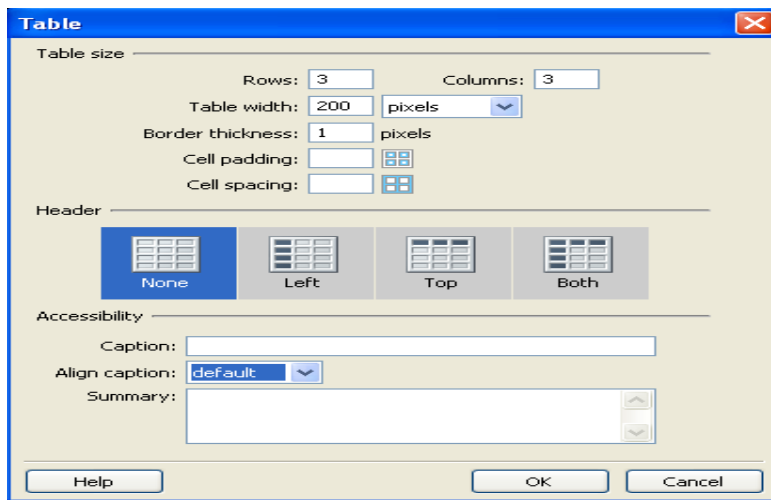 Table
Table size
Rows: 3 Columns: 3
Table width: 200 pixels
Border thickness: 1 pixels
Cell padding:
Cell spacing:
Header
None Left Top Both
Accessibility
Caption:
Align caption: default
Summary:
Help OK Cancel